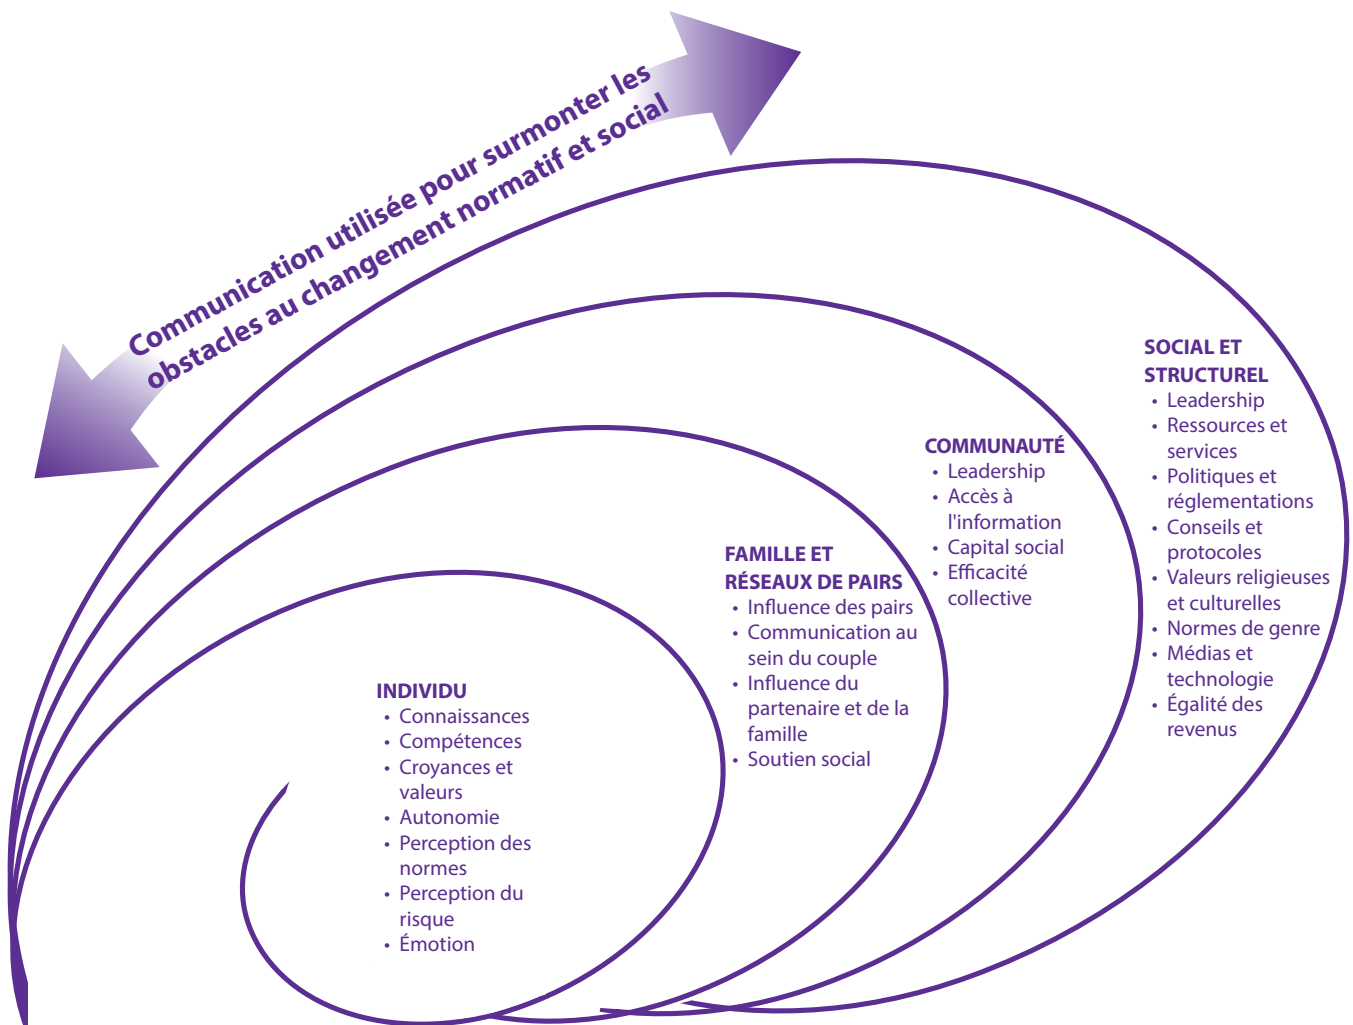 Communication utilisée pour surmonter les
obstacles au changement normatif et social
INDIVIDU
• Connaissances
• Compétences
• Croyances et
valeurs
• Autonomie
• Perception des
normes
• Perception du
risque
• Émotion
FAMILLE ET
RÉSEAUX DE PAIRS
• Influence des pairs
• Communication au
sein du couple
• Influence du
partenaire et de la
famille
• Soutien social
COMMUNAUTÉ
• Leadership
• Accès à
l'information
• Capital social
• Efficacité
collective
SOCIAL ET
STRUCTUREL
• Leadership
• Ressources et
services
• Politiques et
réglementations
• Conseils et
protocoles
• Valeurs religieuses
et culturelles
• Normes de genre
• Médias et
technologie
• Égalité des
revenus